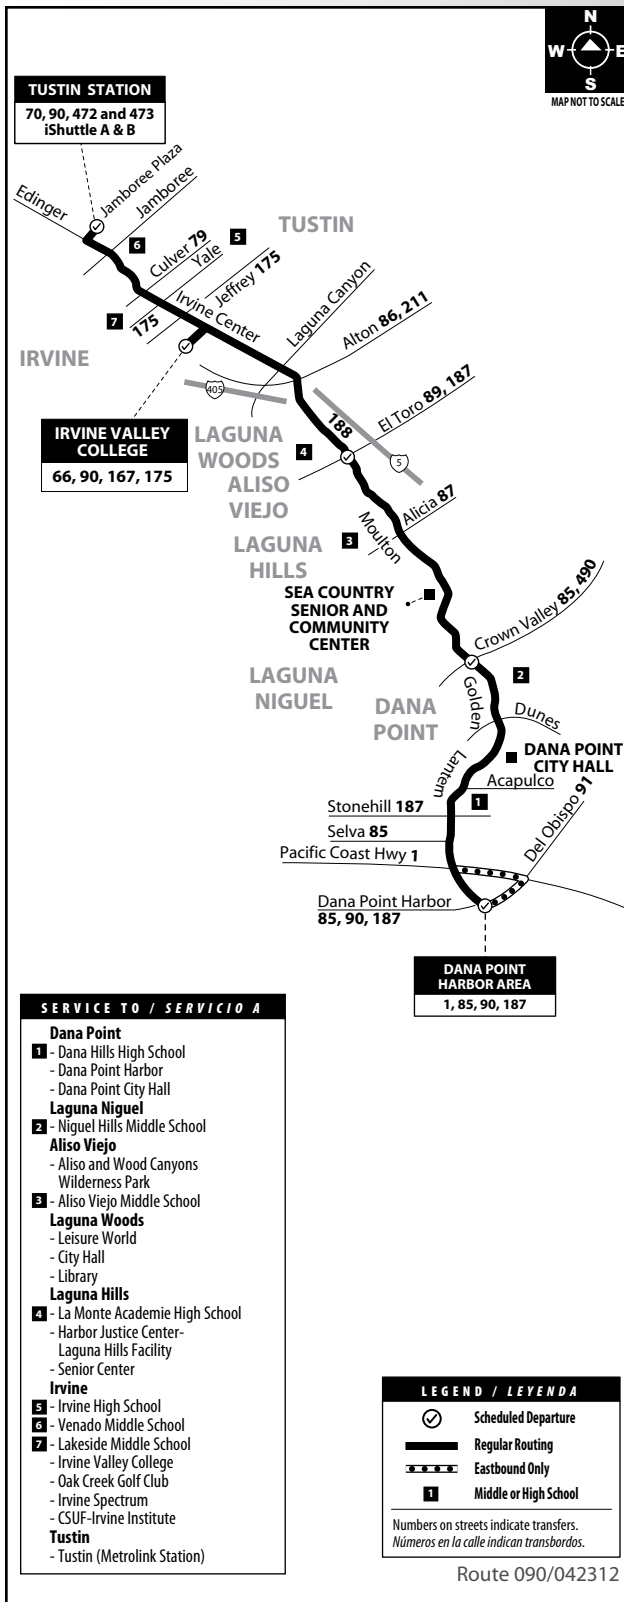 N
W E
S
MAP NOT TO SCALE
TUSTIN STATION
70, 90, 472 and 473
iShuttle A & B
Edinger
Jamboree Plaza
Jamboree
6
Culver 79
5
Yale
TUSTIN
Jeffrey 175
7
175
Irvine Center
Laguna Canyon
Alton 86, 211
IRVINE
405
IRVINE VALLEY
COLLEGE
66, 90, 167, 175
188
El Toro 89, 187
LAGUNA
WOODS
4
5
ALISO
VIEJO
Alicia 87
Moulton
3
LAGUNA
HILLS
SEA COUNTRY
SENIOR AND
COMMUNITY
CENTER
Crown Valley 85, 490
LAGUNA
NIGUEL
2
Golden
DANA
POINT
Dunes
DANA POINT
CITY HALL
Lantern
Acapulco
1
Stonehill 187
Del Obispo 91
Selva 85
Pacific Coast Hwy 1
Dana Point Harbor
85, 90, 187
DANA POINT
HARBOR AREA
1, 85, 90, 187
SERVICE TO / SERVICIO A
Dana Point
1 - Dana Hills High School
- Dana Point Harbor
- Dana Point City Hall
Laguna Niguel
2 - Niguel Hills Middle School
Aliso Viejo
- Aliso and Wood Canyons
Wilderness Park
3 - Aliso Viejo Middle School
Laguna Woods
- Leisure World
- City Hall
- Library
Laguna Hills
4 - La Monte Academie High School
- Harbor Justice Center-
Laguna Hills Facility
- Senior Center
Irvine
5 - Irvine High School
6 - Venado Middle School
7 - Lakeside Middle School
- Irvine Valley College
- Oak Creek Golf Club
- Irvine Spectrum
- CSUF-Irvine Institute
Tustin
- Tustin (Metrolink Station)
LEGEND / LEYENDA
Scheduled Departure
Regular Routing
Eastbound Only
1 Middle or High School
Numbers on streets indicate transfers.
Números en la calle indican transbordos.
Route 090/042312